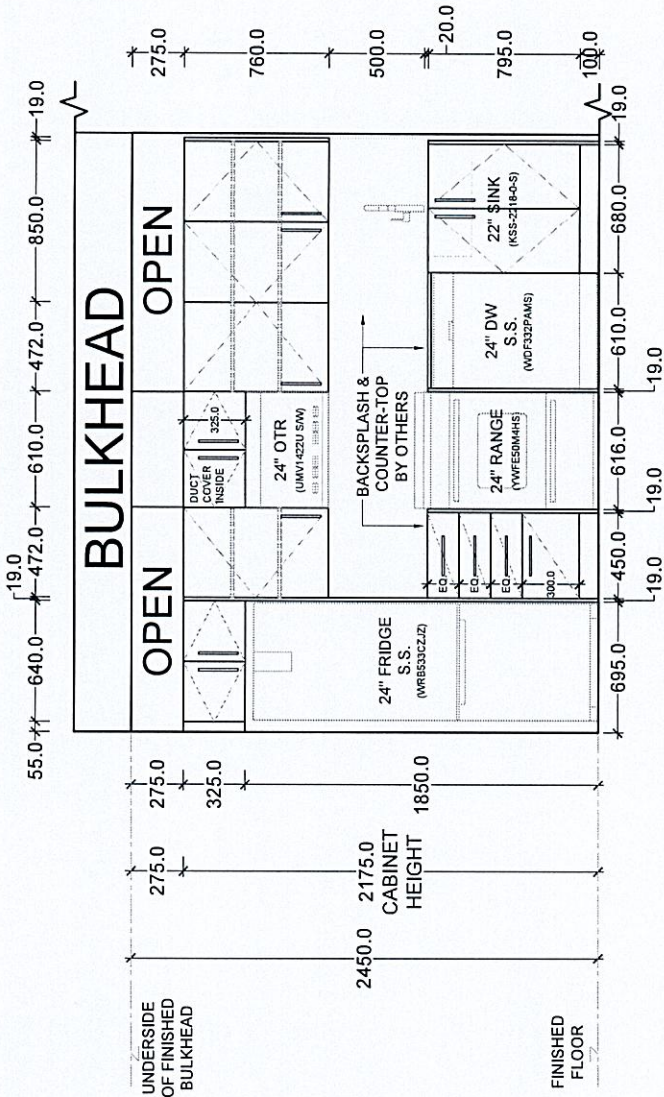 BULKHEAD
OPEN
OPEN
19.0
55.0
640.0
472.0
610.0
472.0
850.0
19.0
275.0
760.0
500.0
20.0
795.0
100.0
UNDERSIDE
OF FINISHED
BULKHEAD
275.0
275.0
325.0
2175.0
CABINET
HEIGHT
2450.0
1850.0
FINISHED
FLOOR
DUCT
COVER
INSIDE
325.0
24" OTR
(UMV1422U S/W)
BACKSPLASH &
COUNTER-TOP
BY OTHERS
24" FRIDGE
S.S.
(WRB533CZJZ)
EQ
EQ
EQ
300.0
24" RANGE
(YWFE50M4HS)
24" DW
S.S.
(WDF332PAMS)
22" SINK
(KSS-2218-0-S)
695.0
450.0
616.0
610.0
680.0
19.0
19.0
19.0
19.0